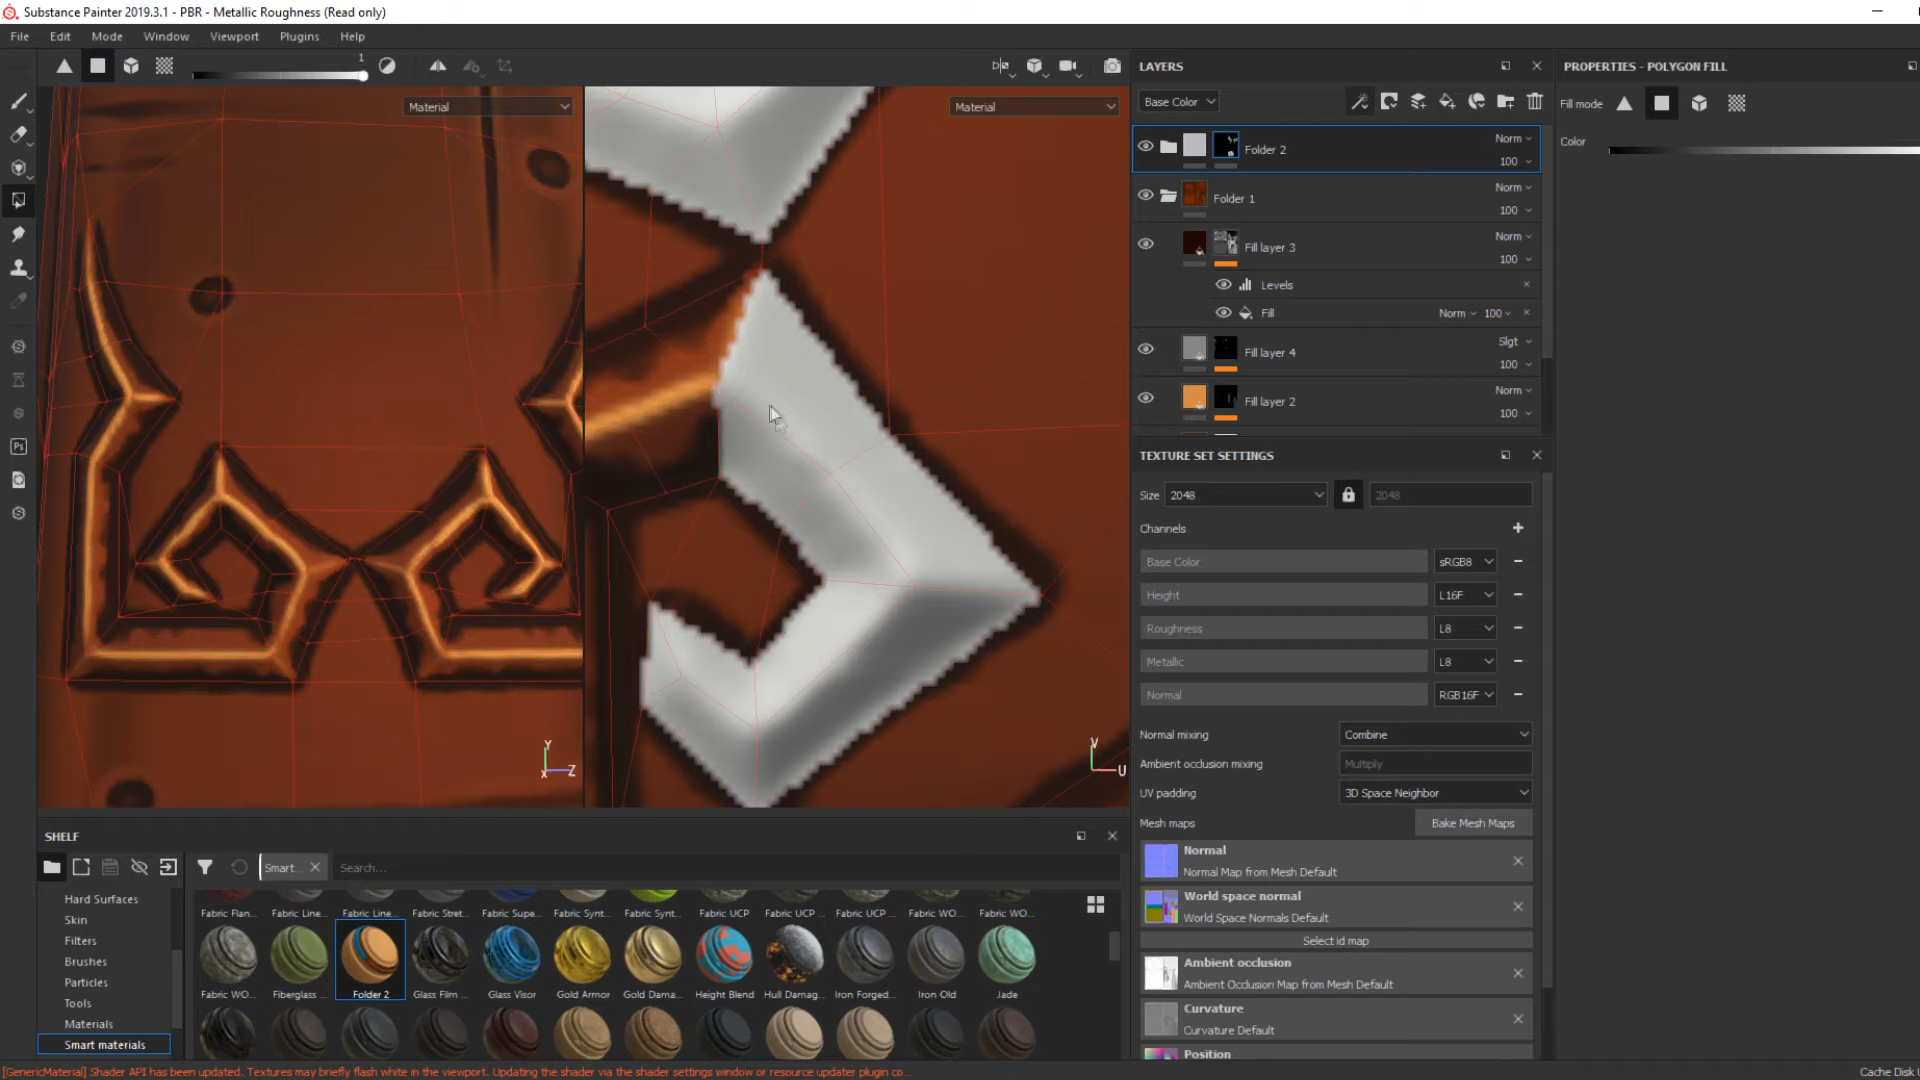 Substance Painter 2019.3.1 - PBR - Metallic Roughness (Read only)
File Edit Mode Window Viewport Plugins Help
1
Material
Material
Y
X Z
V
U
LAYERS
Base Color
Folder 2 Norm 100
Folder 1 Norm 100
Fill layer 3 Norm 100
Levels
Fill Norm 100
Fill layer 4 Slgt 100
Fill layer 2 Norm 100
TEXTURE SET SETTINGS
Size 2048 2048
Channels
Base Color sRGB8
Height L16F
Roughness L8
Metallic L8
Normal RGB16F
Normal mixing Combine
Ambient occlusion mixing Multiply
UV padding 3D Space Neighbor
Mesh maps Bake Mesh Maps
Normal
Normal Map from Mesh Default
World space normal
World Space Normals Default
Select id map
Ambient occlusion
Ambient Occlusion Map from Mesh Default
Curvature
Curvature Default
Position
PROPERTIES - POLYGON FILL
Fill mode
Color
Ps
SHELF
Smart... Search...
Hard Surfaces
Skin
Filters
Brushes
Particles
Tools
Materials
Smart materials
Fabric Flan... Fabric Line... Fabric Line... Fabric Stret... Fabric Supe... Fabric Synt... Fabric Synt... Fabric UCP Fabric UCP ... Fabric UCP ... Fabric WO... Fabric WO...
Fabric WO... Fiberglass ... Folder 2 Glass Film ... Glass Visor Gold Armor Gold Dama... Height Blend Hull Damag... Iron Forged... Iron Old Jade
[GenericMaterial] Shader API has been updated. Textures may briefly flash white in the viewport. Updating the shader via the shader settings window or resource updater plugin co...
Cache Disk U